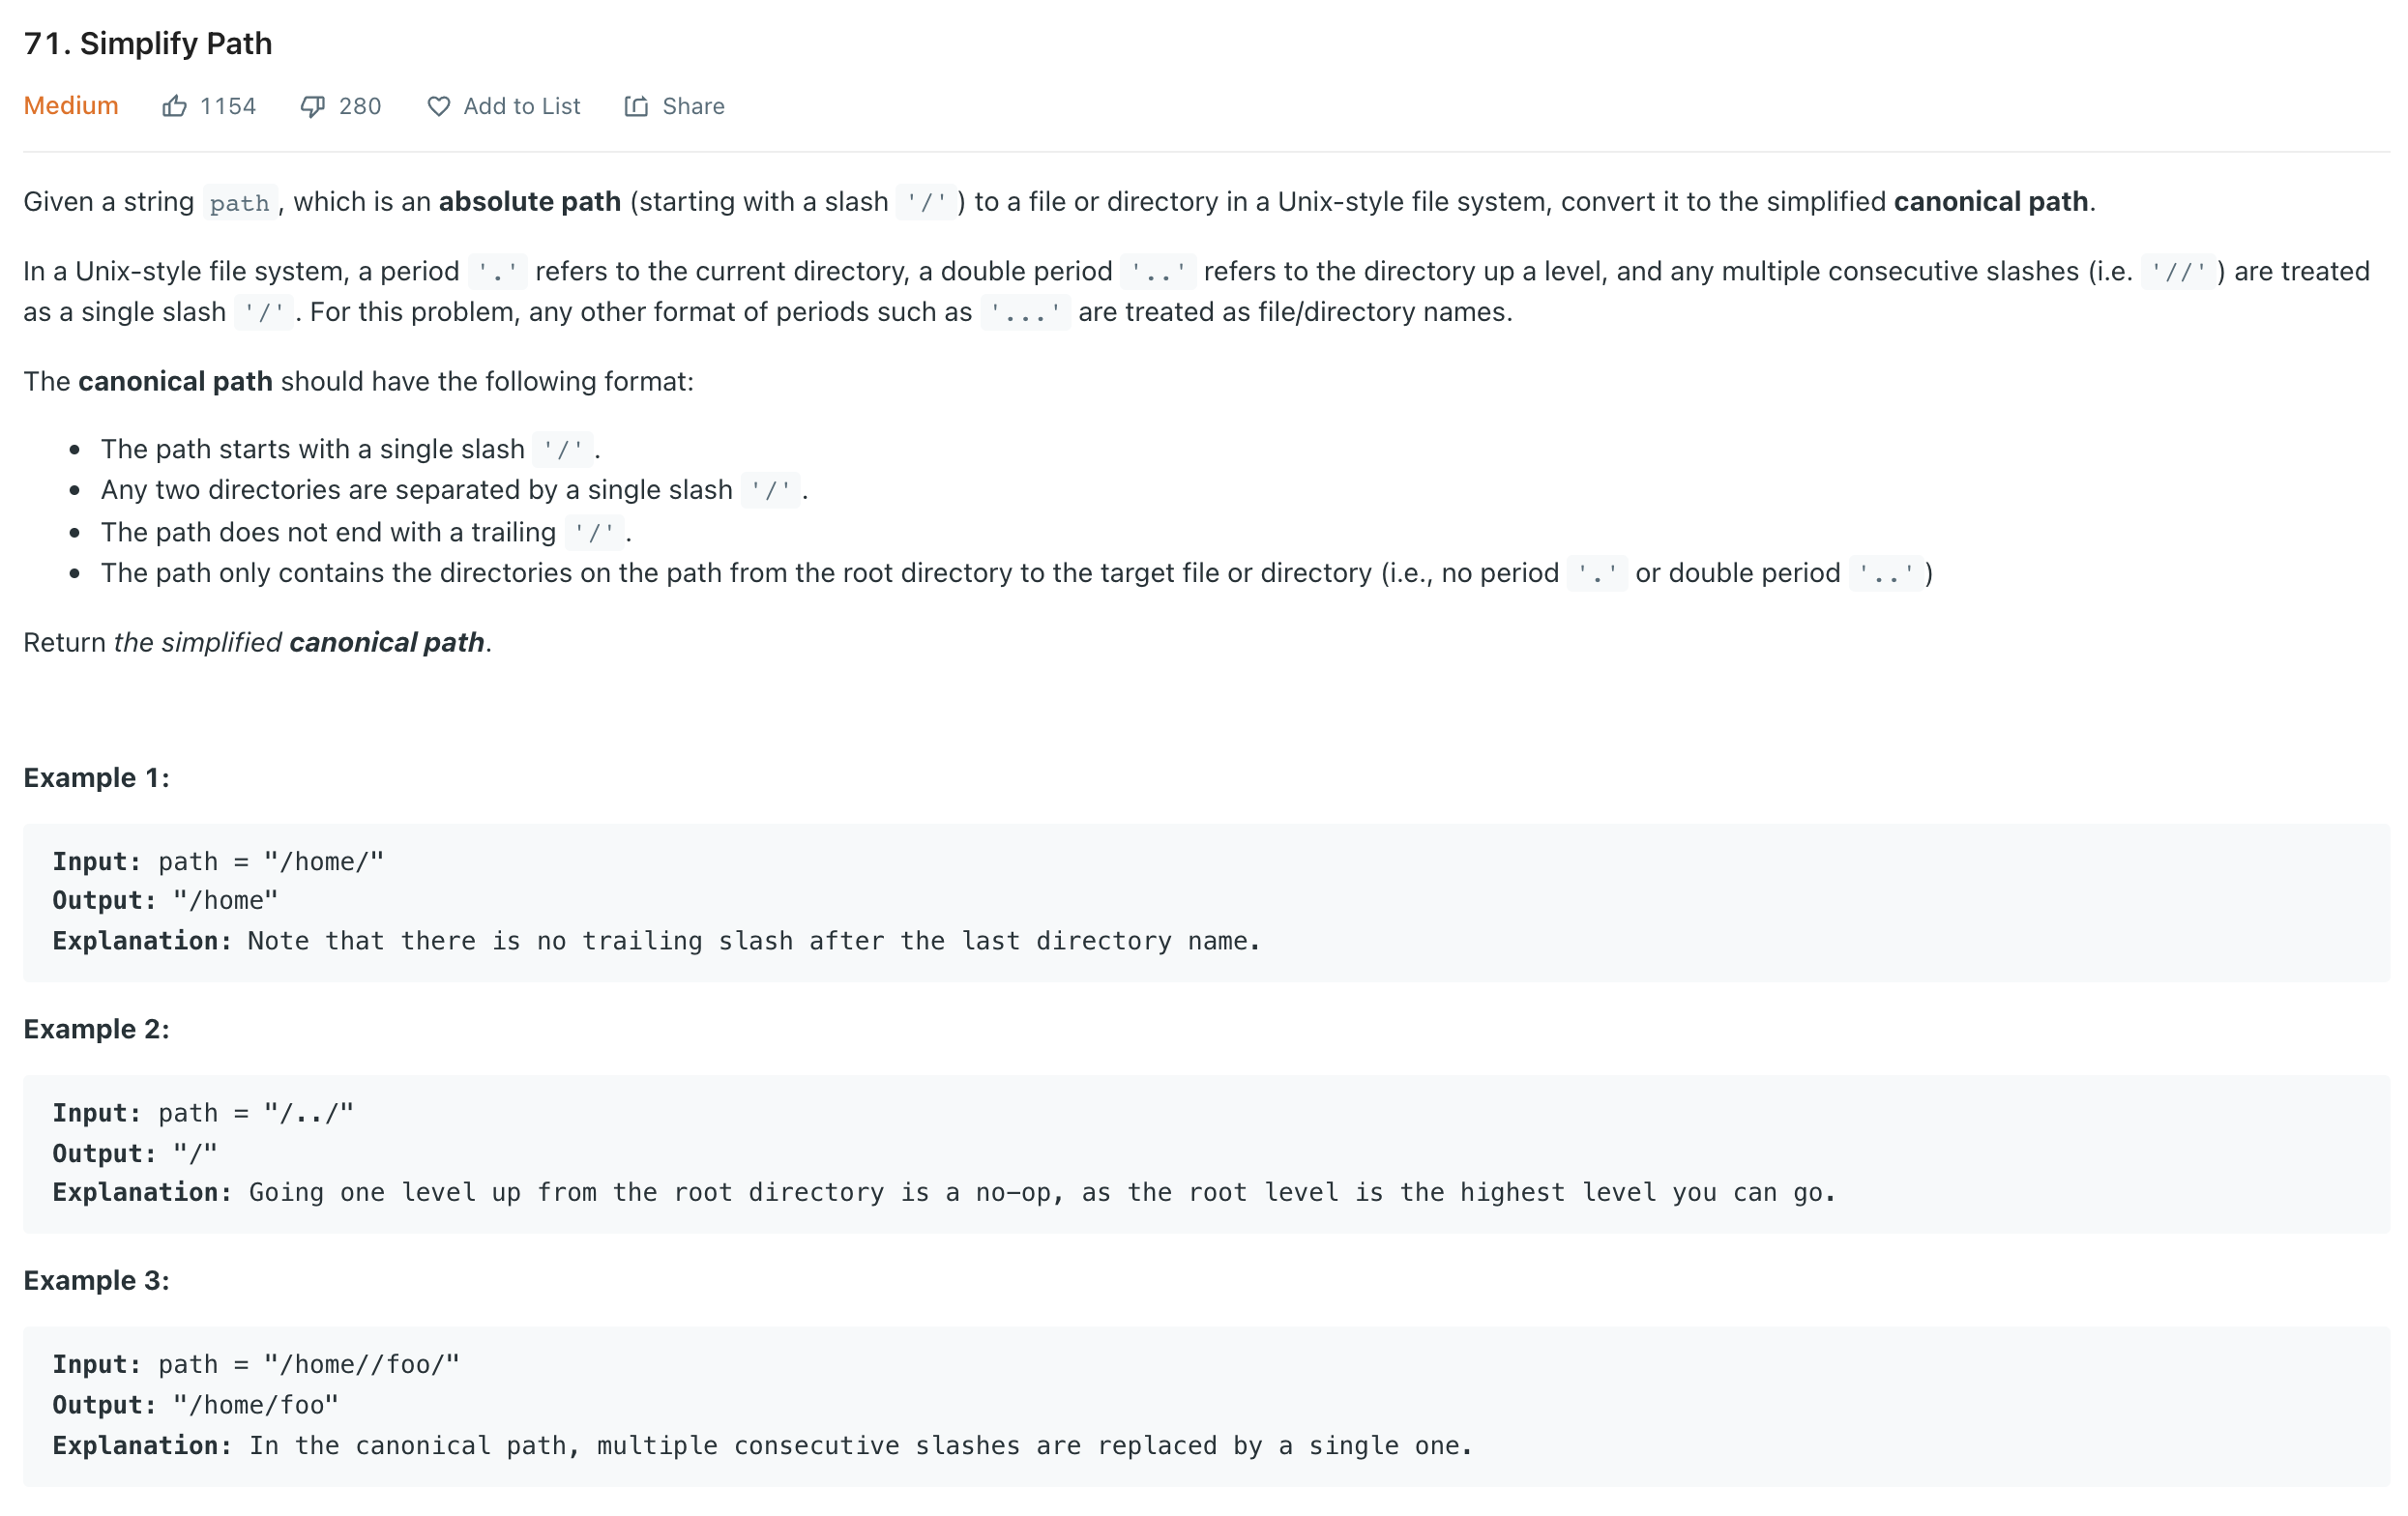 71. Simplify Path
Medium 1154 280 Add to List Share
Given a string path, which is an absolute path (starting with a slash '/') to a file or directory in a Unix-style file system, convert it to the simplified canonical path.
In a Unix-style file system, a period '.' refers to the current directory, a double period '..' refers to the directory up a level, and any multiple consecutive slashes (i.e. '//') are treated
as a single slash '/'. For this problem, any other format of periods such as '...' are treated as file/directory names.
The canonical path should have the following format:
• The path starts with a single slash '/'.
• Any two directories are separated by a single slash '/'.
• The path does not end with a trailing '/'.
• The path only contains the directories on the path from the root directory to the target file or directory (i.e., no period '.' or double period '..')
Return the simplified canonical path.
Example 1:
Input: path = "/home/"
Output: "/home"
Explanation: Note that there is no trailing slash after the last directory name.
Example 2:
Input: path = "/../"
Output: "/"
Explanation: Going one level up from the root directory is a no-op, as the root level is the highest level you can go.
Example 3:
Input: path = "/home//foo/"
Output: "/home/foo"
Explanation: In the canonical path, multiple consecutive slashes are replaced by a single one.